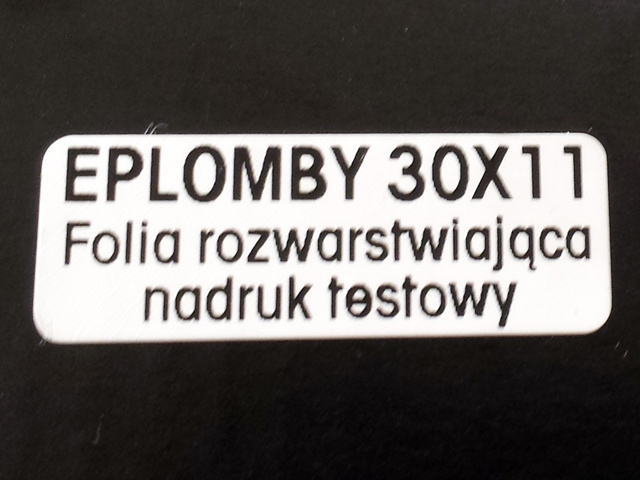 EPLOMBY 30X11
Folia rozwarstwiająca
nadruk testowy